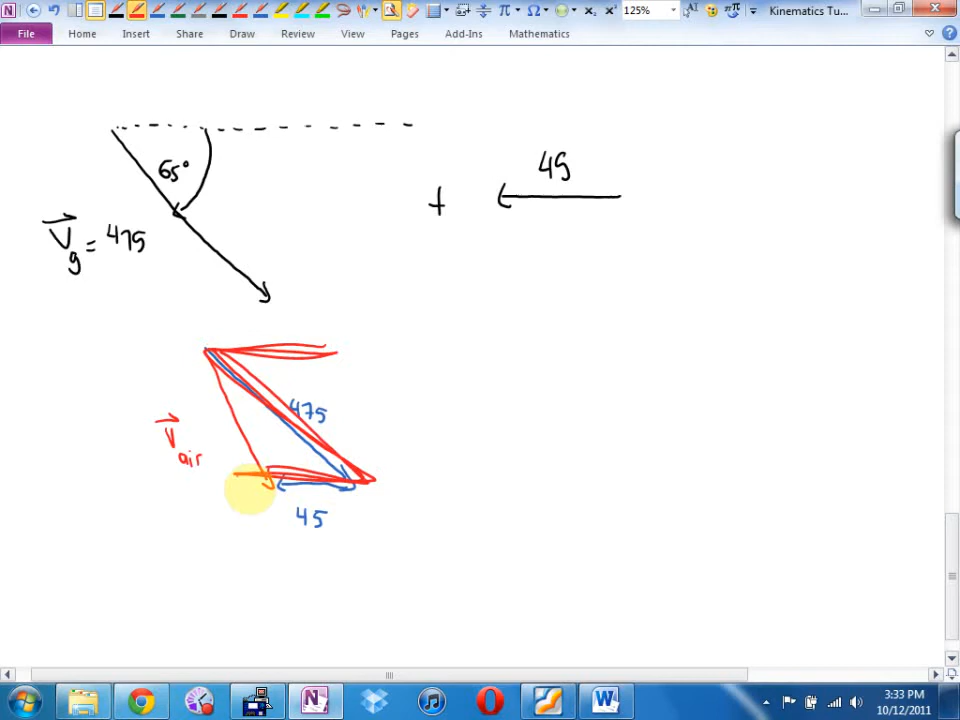 125% Kinematics Tu...
File Home Insert Share Draw Review View Pages Add-Ins Mathematics
65°
+
45
V g = 475
475
V air
45
3:33 PM
10/12/2011